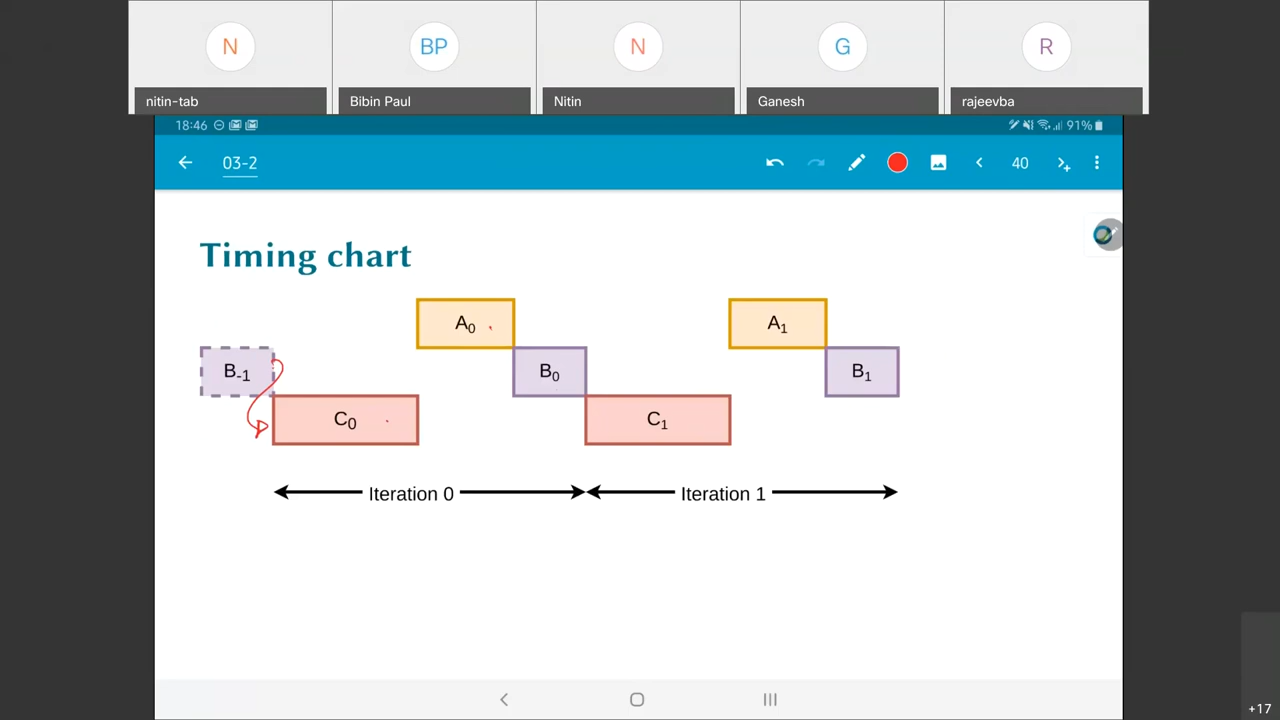 N BP N G R
nitin-tab Bibin Paul Nitin Ganesh rajeevba
18:46 91%
03-2 40
Timing chart
A0 A1
B-1 B0 B1
C0 C1
Iteration 0 Iteration 1
+17